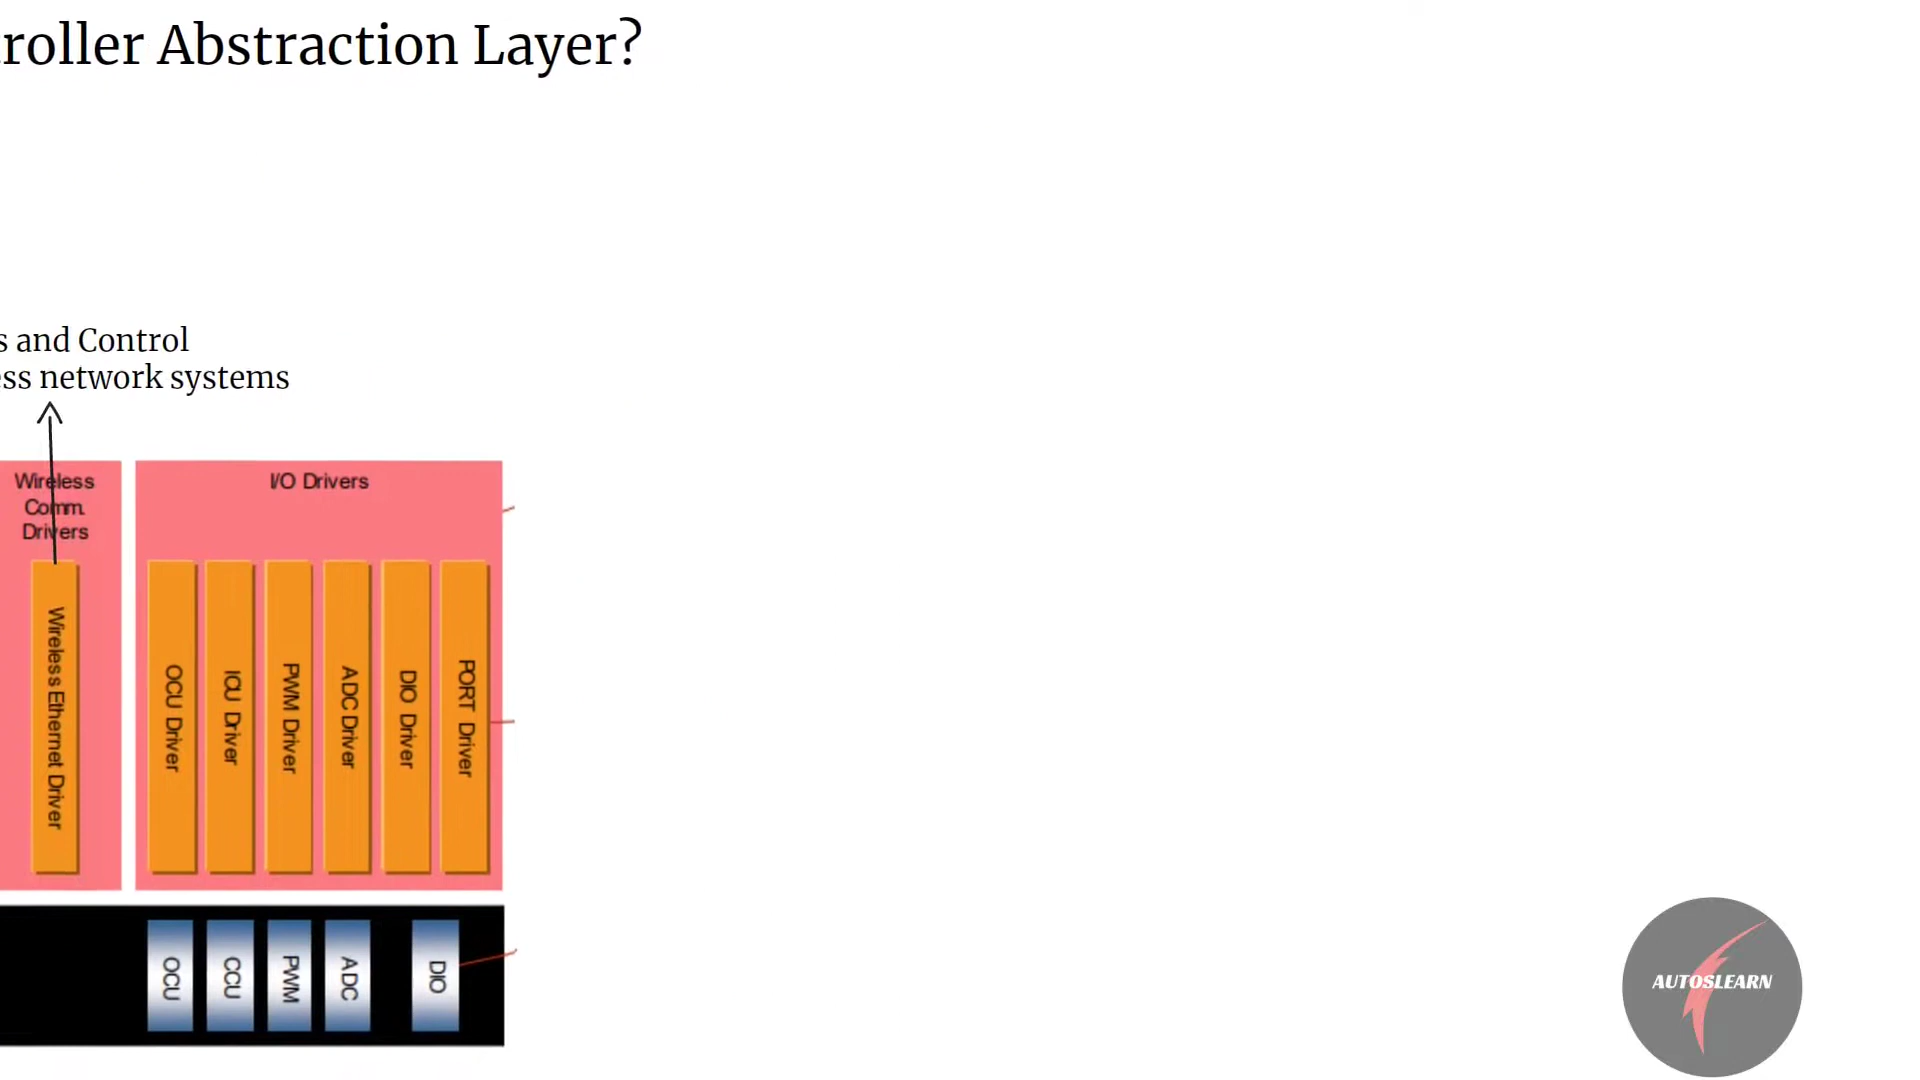 roller Abstraction Layer?
s and Control
ess network systems
Wireless
Comm.
Drivers
I/O Drivers
Wireless Ethernet Driver
OCU Driver
ICU Driver
PWM Driver
ADC Driver
DIO Driver
PORT Driver
OCU
CCU
PWM
ADC
DIO
AUTOSLEARN